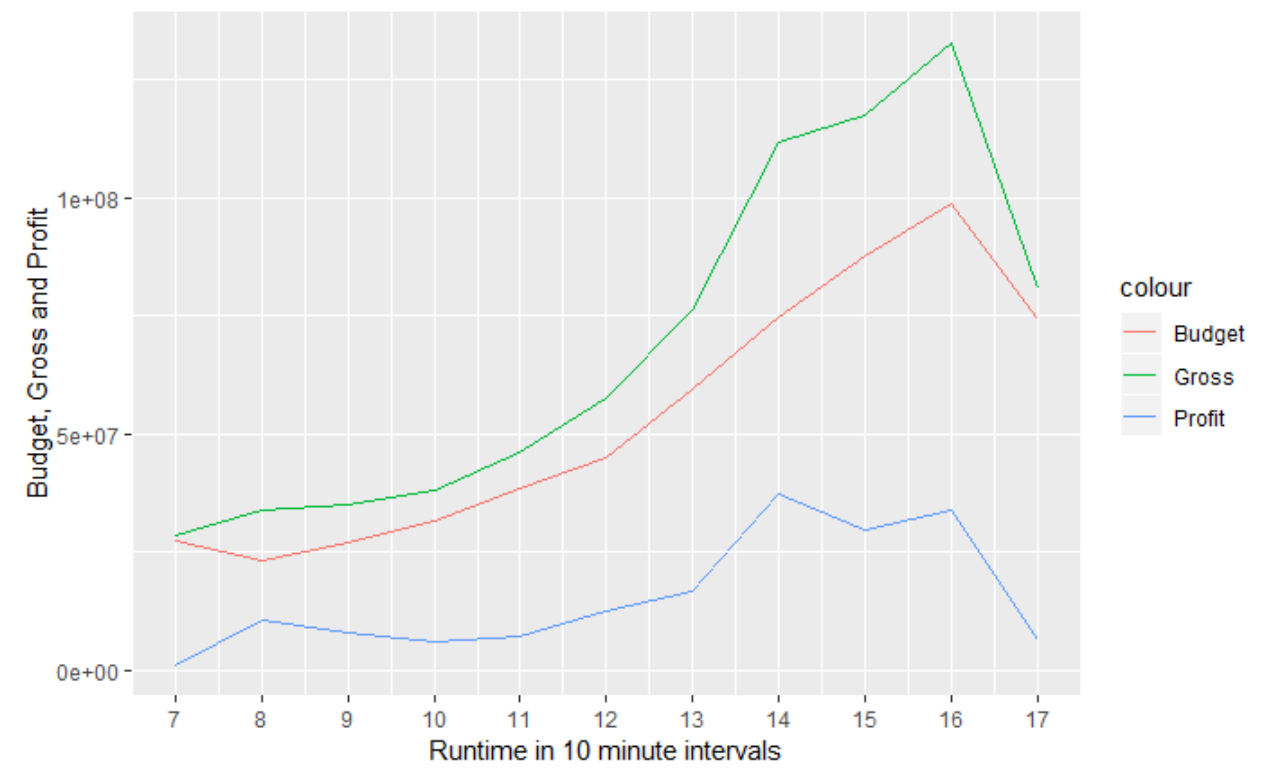 Budget, Gross and Profit
1e+08
5e+07
0e+00
7 8 9 10 11 12 13 14 15 16 17
Runtime in 10 minute intervals
colour
Budget
Gross
Profit